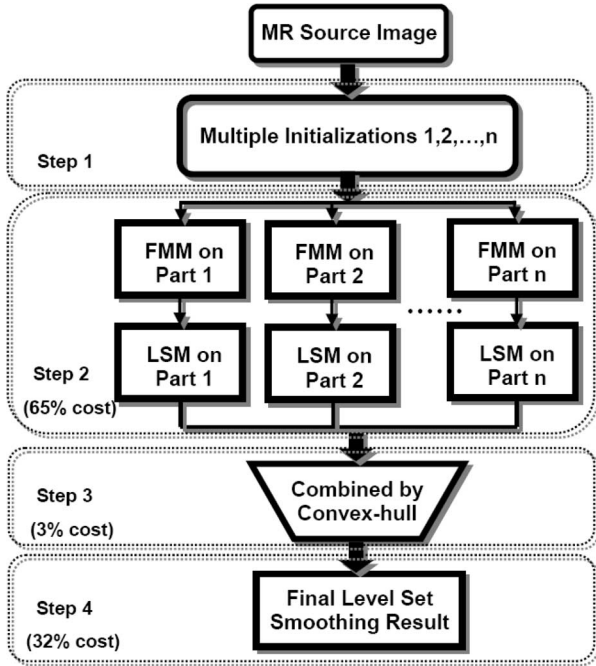 MR Source Image
Multiple Initializations 1,2,...,n
Step 1
FMM on
Part 1
FMM on
Part 2
FMM on
Part n
......
LSM on
Part 1
LSM on
Part 2
LSM on
Part n
Step 2
(65% cost)
Combined by
Convex-hull
Step 3
(3% cost)
Final Level Set
Smoothing Result
Step 4
(32% cost)